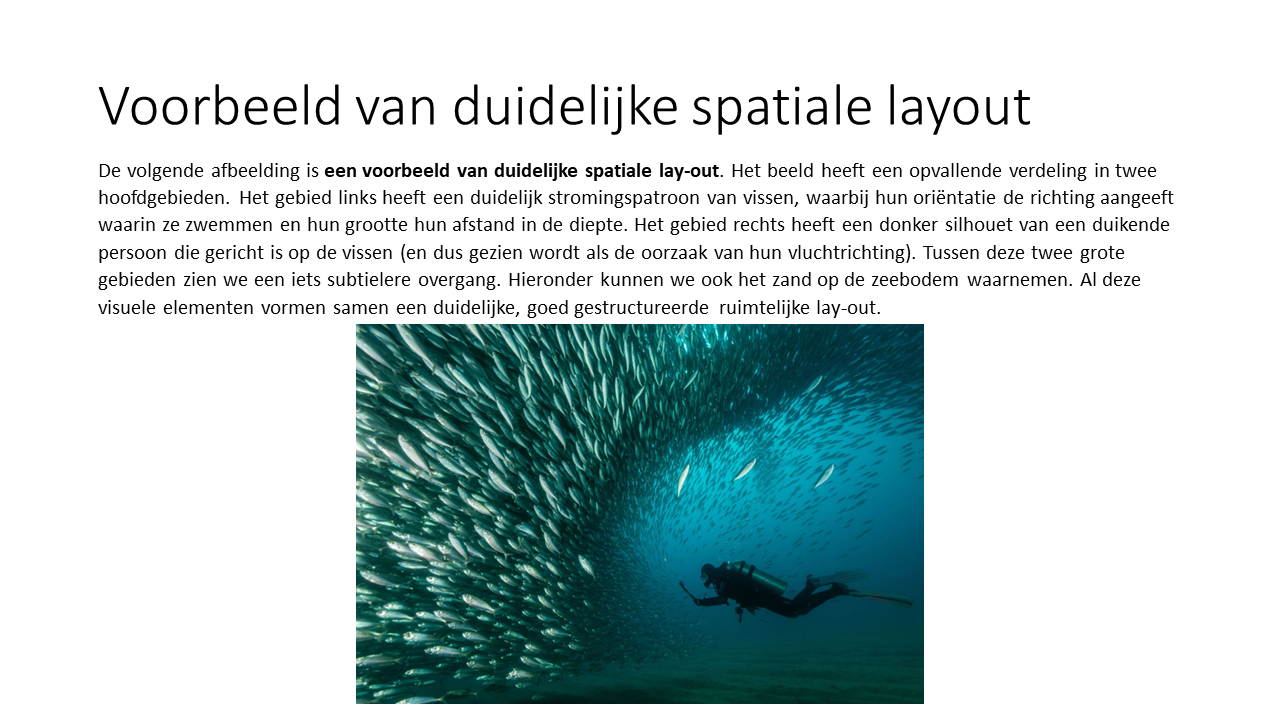 Voorbeeld van duidelijke spatiale layout
De volgende afbeelding is een voorbeeld van duidelijke spatiale lay-out. Het beeld heeft een opvallende verdeling in twee
hoofdgebieden. Het gebied links heeft een duidelijk stromingspatroon van vissen, waarbij hun oriëntatie de richting aangeeft
waarin ze zwemmen en hun grootte hun afstand in de diepte. Het gebied rechts heeft een donker silhouet van een duikende
persoon die gericht is op de vissen (en dus gezien wordt als de oorzaak van hun vluchtrichting). Tussen deze twee grote
gebieden zien we een iets subtielere overgang. Hieronder kunnen we ook het zand op de zeebodem waarnemen. Al deze
visuele elementen vormen samen een duidelijke, goed gestructureerde ruimtelijke lay-out.